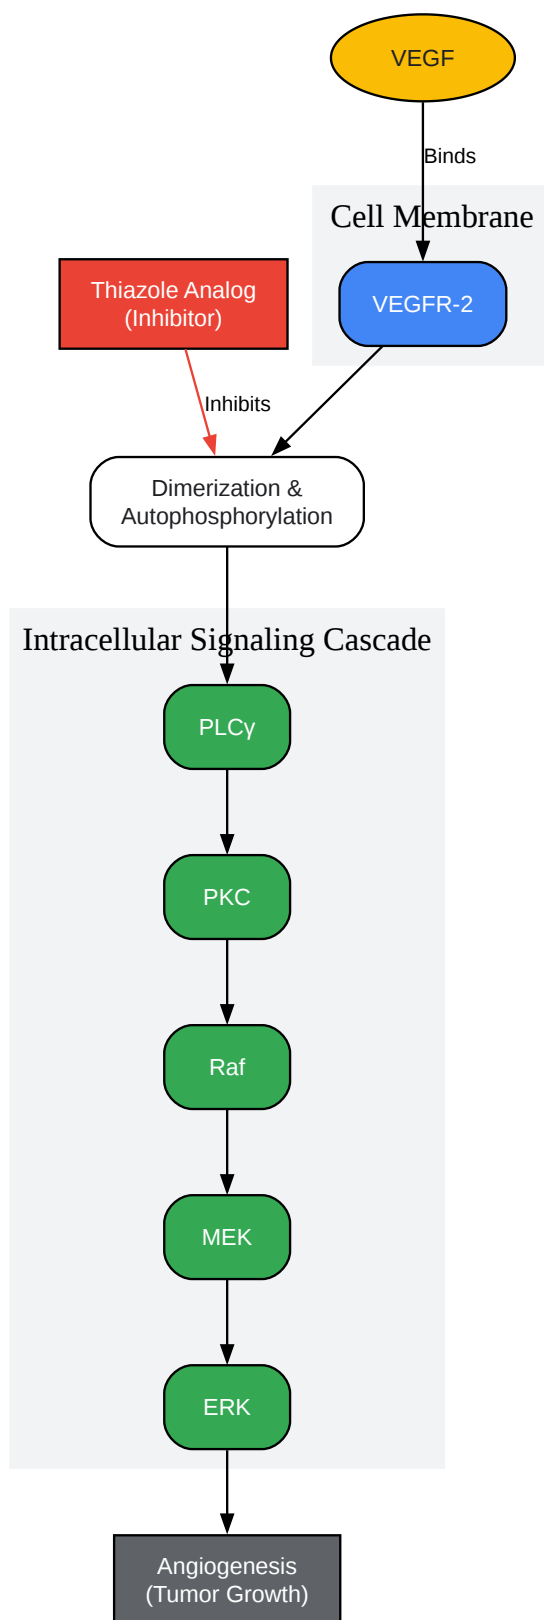 VEGF
Binds
Cell Membrane
VEGFR-2
Thiazole Analog
(Inhibitor)
Inhibits
Dimerization &
Autophosphorylation
Intracellular Signaling Cascade
PLCγ
PKC
Raf
MEK
ERK
Angiogenesis
(Tumor Growth)